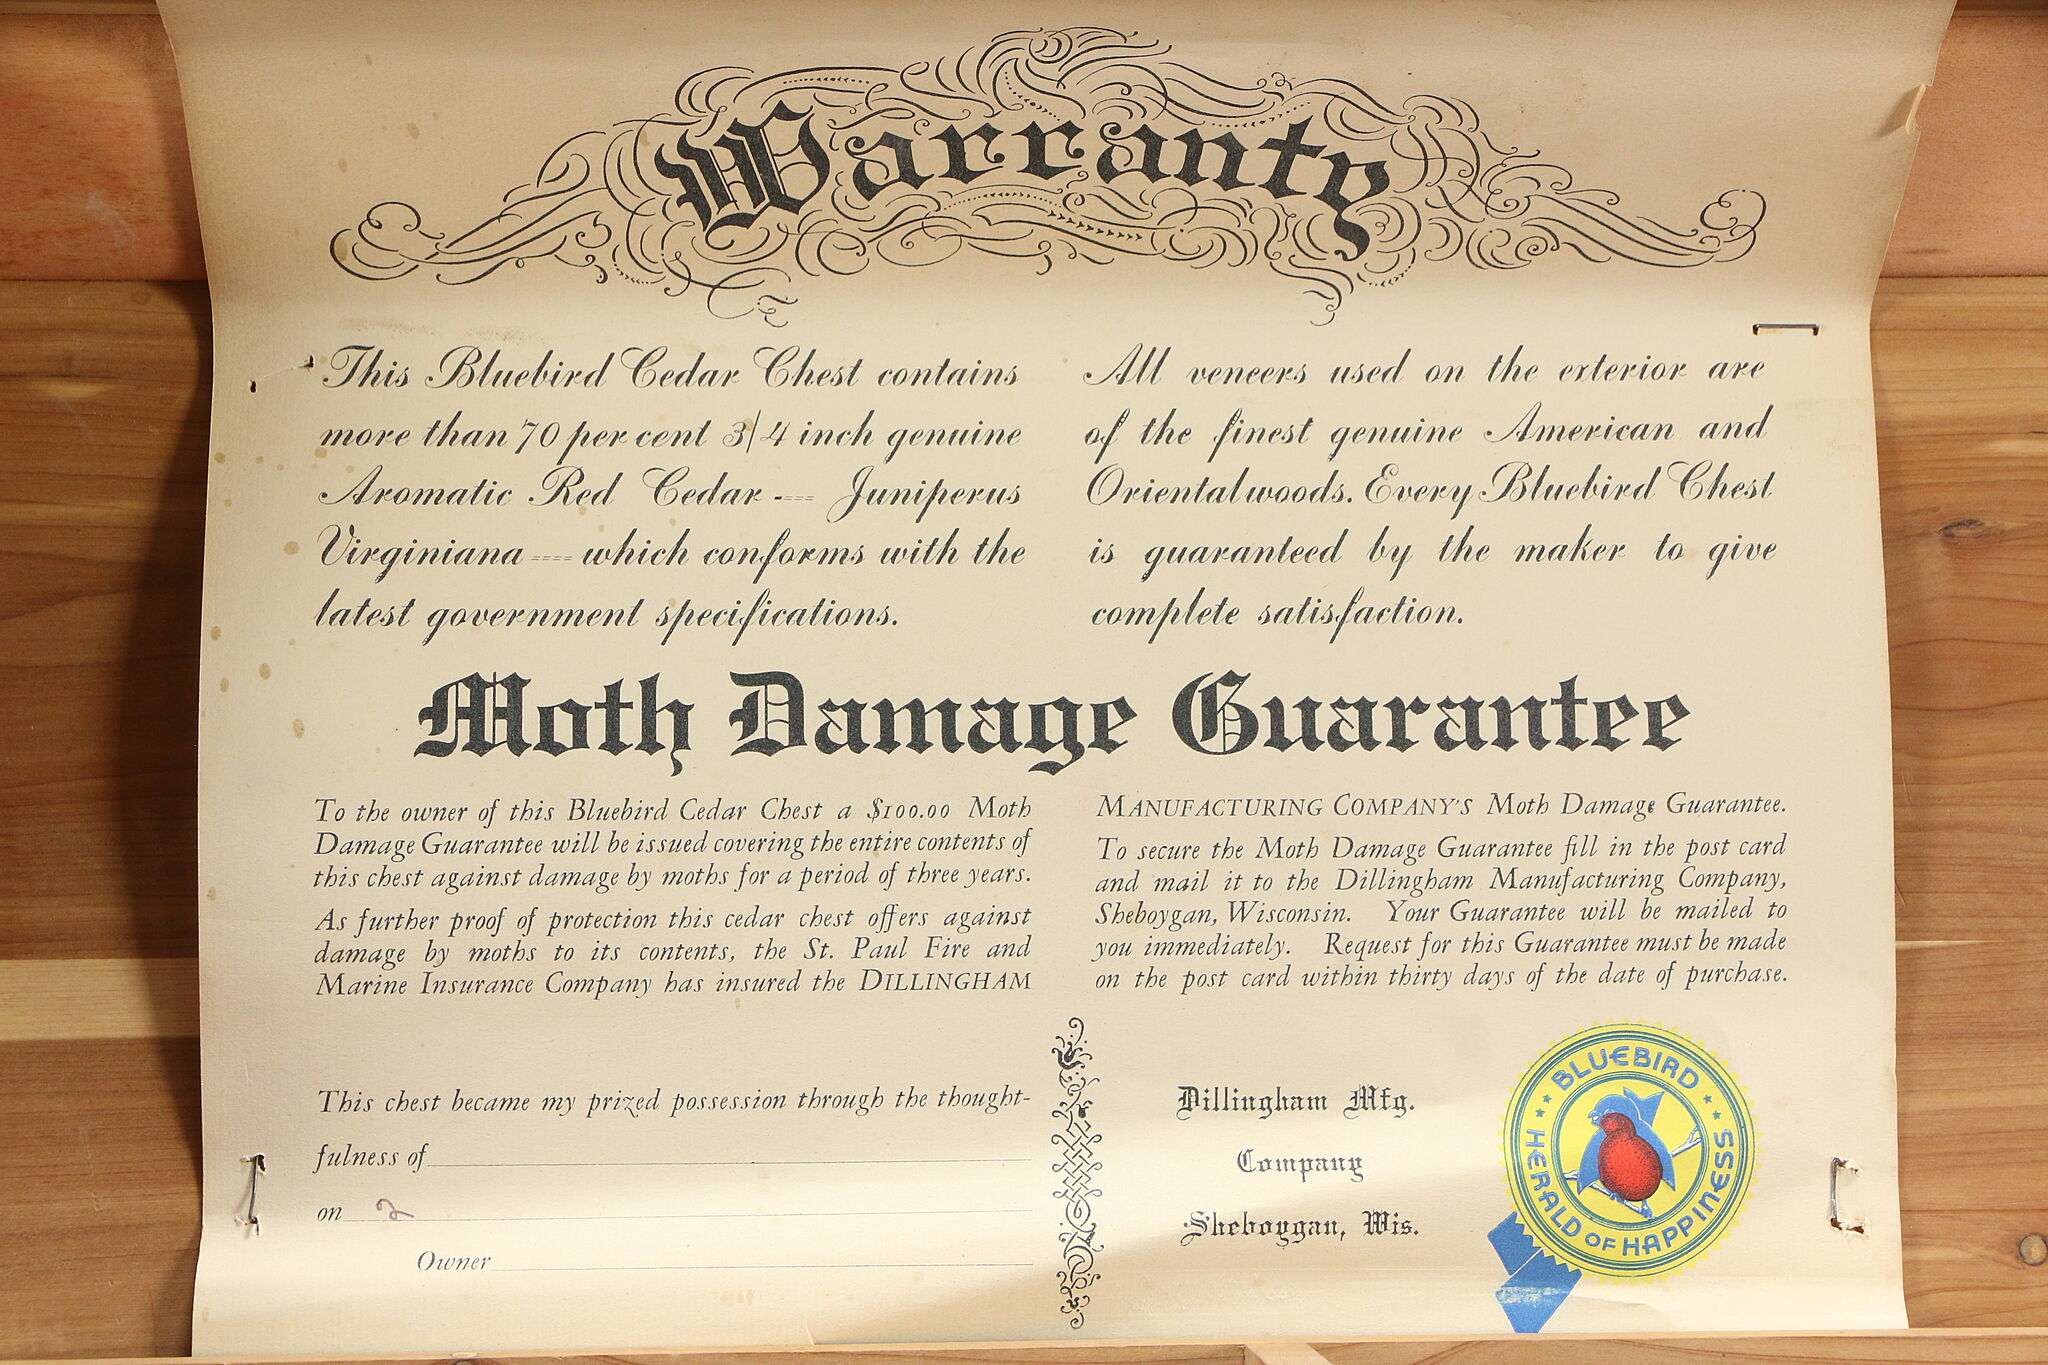 Warranty
This Bluebird Cedar Chest contains
more than 70 per cent 3/4 inch genuine
Aromatic Red Cedar ---- Juniperus
Virginiana ---- which conforms with the
latest government specifications.
All veneers used on the exterior are
of the finest genuine American and
Oriental woods. Every Bluebird Chest
is guaranteed by the maker to give
complete satisfaction.
Moth Damage Guarantee
To the owner of this Bluebird Cedar Chest a $100.00 Moth
Damage Guarantee will be issued covering the entire contents of
this chest against damage by moths for a period of three years.
As further proof of protection this cedar chest offers against
damage by moths to its contents, the St. Paul Fire and
Marine Insurance Company has insured the DILLINGHAM
MANUFACTURING COMPANY'S Moth Damage Guarantee.
To secure the Moth Damage Guarantee fill in the post card
and mail it to the Dillingham Manufacturing Company,
Sheboygan, Wisconsin. Your Guarantee will be mailed to
you immediately. Request for this Guarantee must be made
on the post card within thirty days of the date of purchase.
This chest became my prized possession through the thought-
fulness of
on 2
Owner
Dillingham Mfg.
Company
Sheboygan, Wis.
BLUEBIRD
HERALD OF HAPPINESS